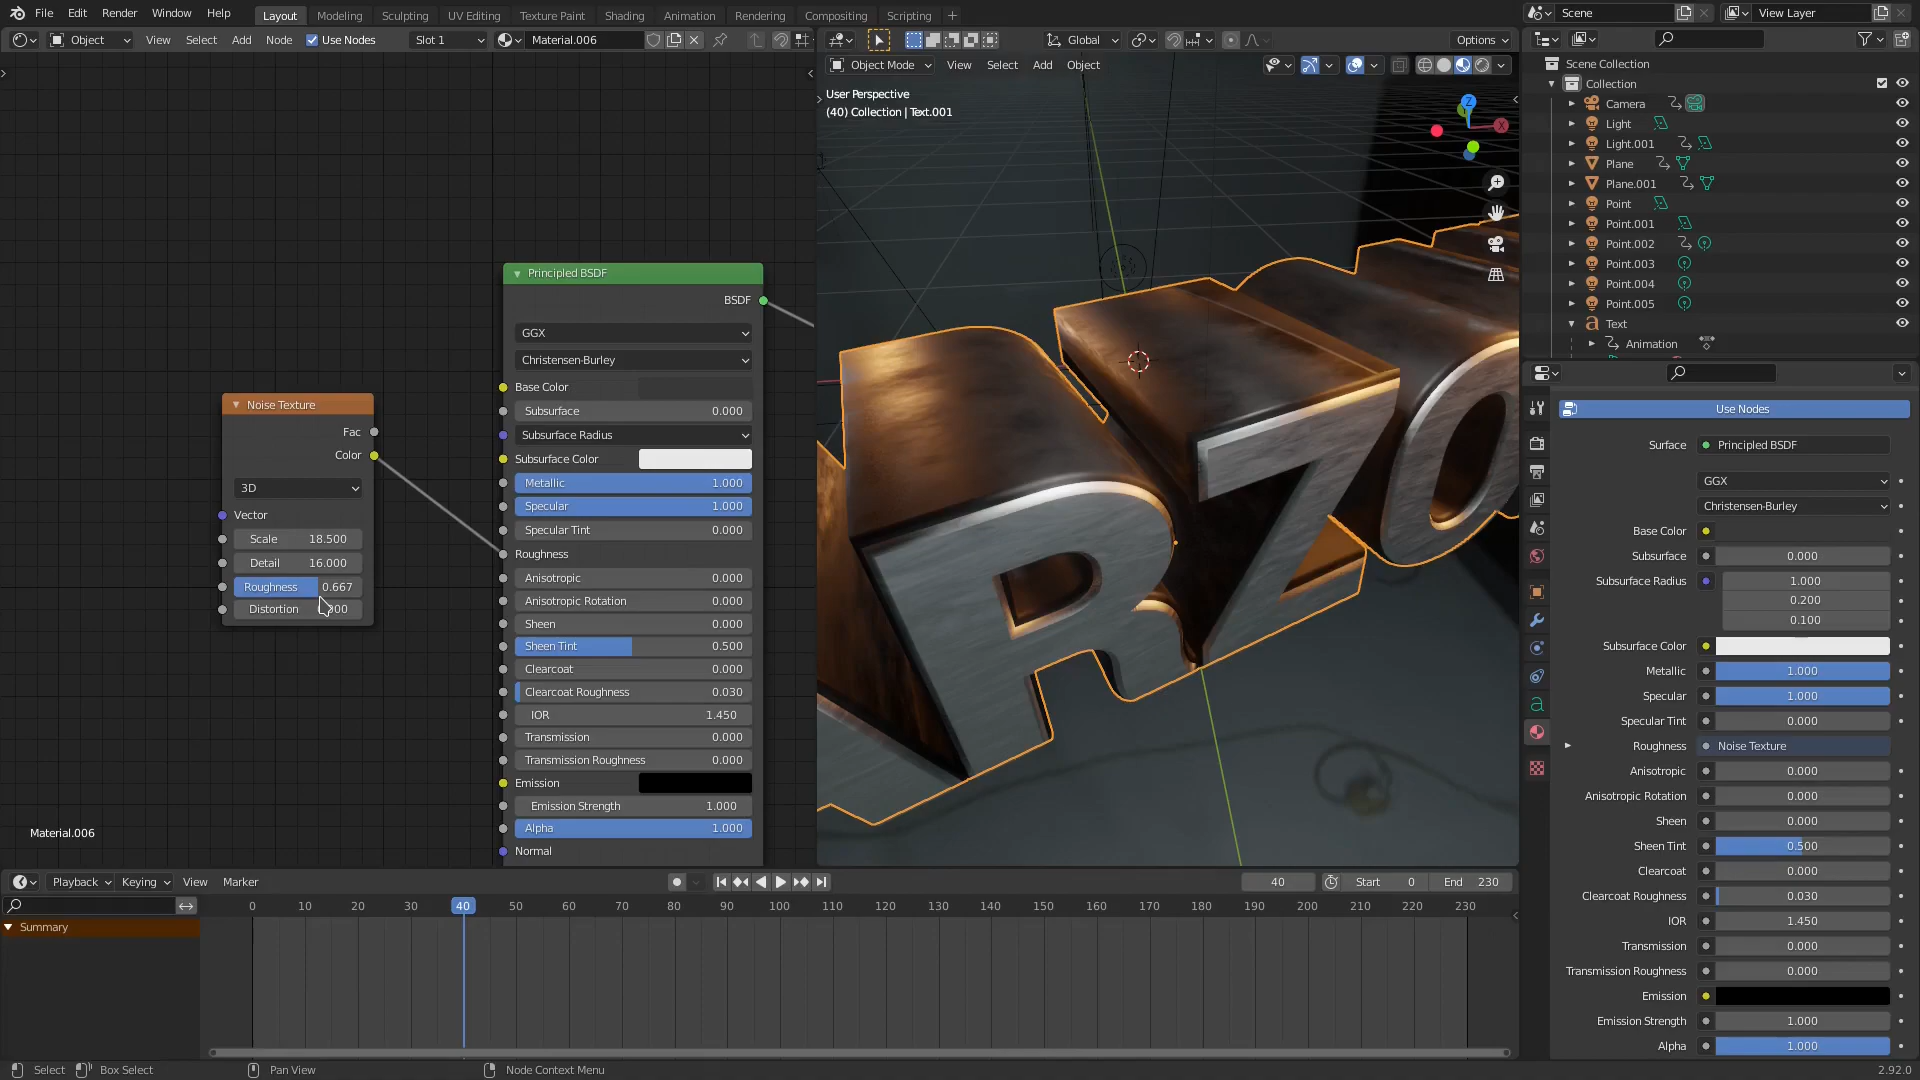 File Edit Render Window Help Layout Modeling Sculpting UV Editing Texture Paint Shading Animation Rendering Compositing Scripting + Scene View Layer
Object View Select Add Node Use Nodes Slot 1 Material.006 Global Options
Object Mode View Select Add Object
User Perspective
(40) Collection | Text.001
Z
X
RZO
Principled BSDF
BSDF
GGX
Christensen-Burley
Base Color
Subsurface 0.000
Subsurface Radius
Subsurface Color
Metallic 1.000
Specular 1.000
Specular Tint 0.000
Roughness
Anisotropic 0.000
Anisotropic Rotation 0.000
Sheen 0.000
Sheen Tint 0.500
Clearcoat 0.000
Clearcoat Roughness 0.030
IOR 1.450
Transmission 0.000
Transmission Roughness 0.000
Emission
Emission Strength 1.000
Alpha 1.000
Normal
Noise Texture
Fac
Color
3D
Vector
Scale 18.500
Detail 16.000
Roughness 0.667
Distortion
Material.006
Scene Collection
Collection
Camera
Light
Light.001
Plane
Plane.001
Point
Point.001
Point.002
Point.003
Point.004
Point.005
Text
Animation
Use Nodes
Surface Principled BSDF
GGX
Christensen-Burley
Base Color
Subsurface 0.000
Subsurface Radius 1.000
0.200
0.100
Subsurface Color
Metallic 1.000
Specular 1.000
Specular Tint 0.000
Roughness Noise Texture
Anisotropic 0.000
Anisotropic Rotation 0.000
Sheen 0.000
Sheen Tint 0.500
Clearcoat 0.000
Clearcoat Roughness 0.030
IOR 1.450
Transmission 0.000
Transmission Roughness 0.000
Emission
Emission Strength 1.000
Alpha 1.000
Playback Keying View Marker 40 Start 0 End 230
0 10 20 30 40 50 60 70 80 90 100 110 120 130 140 150 160 170 180 190 200 210 220 230
Summary
Select Box Select Pan View Node Context Menu 2.92.0